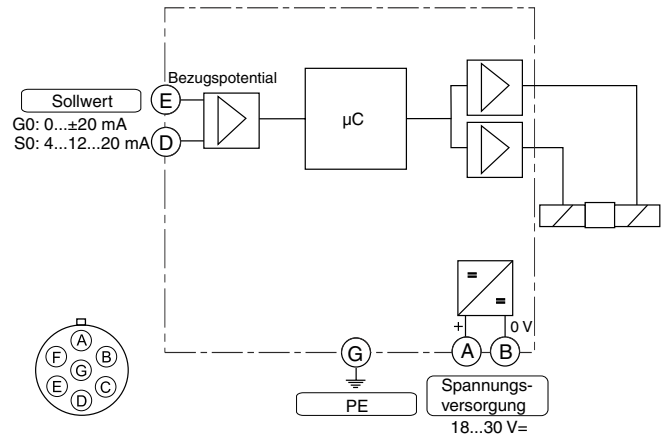 Bezugspotential
Sollwert
E
G0: 0...±20 mA
S0: 4...12...20 mA
D
µC
+
0 V
G
A
B
PE
Spannungs-
versorgung
18...30 V=
A
F
B
G
E
C
D